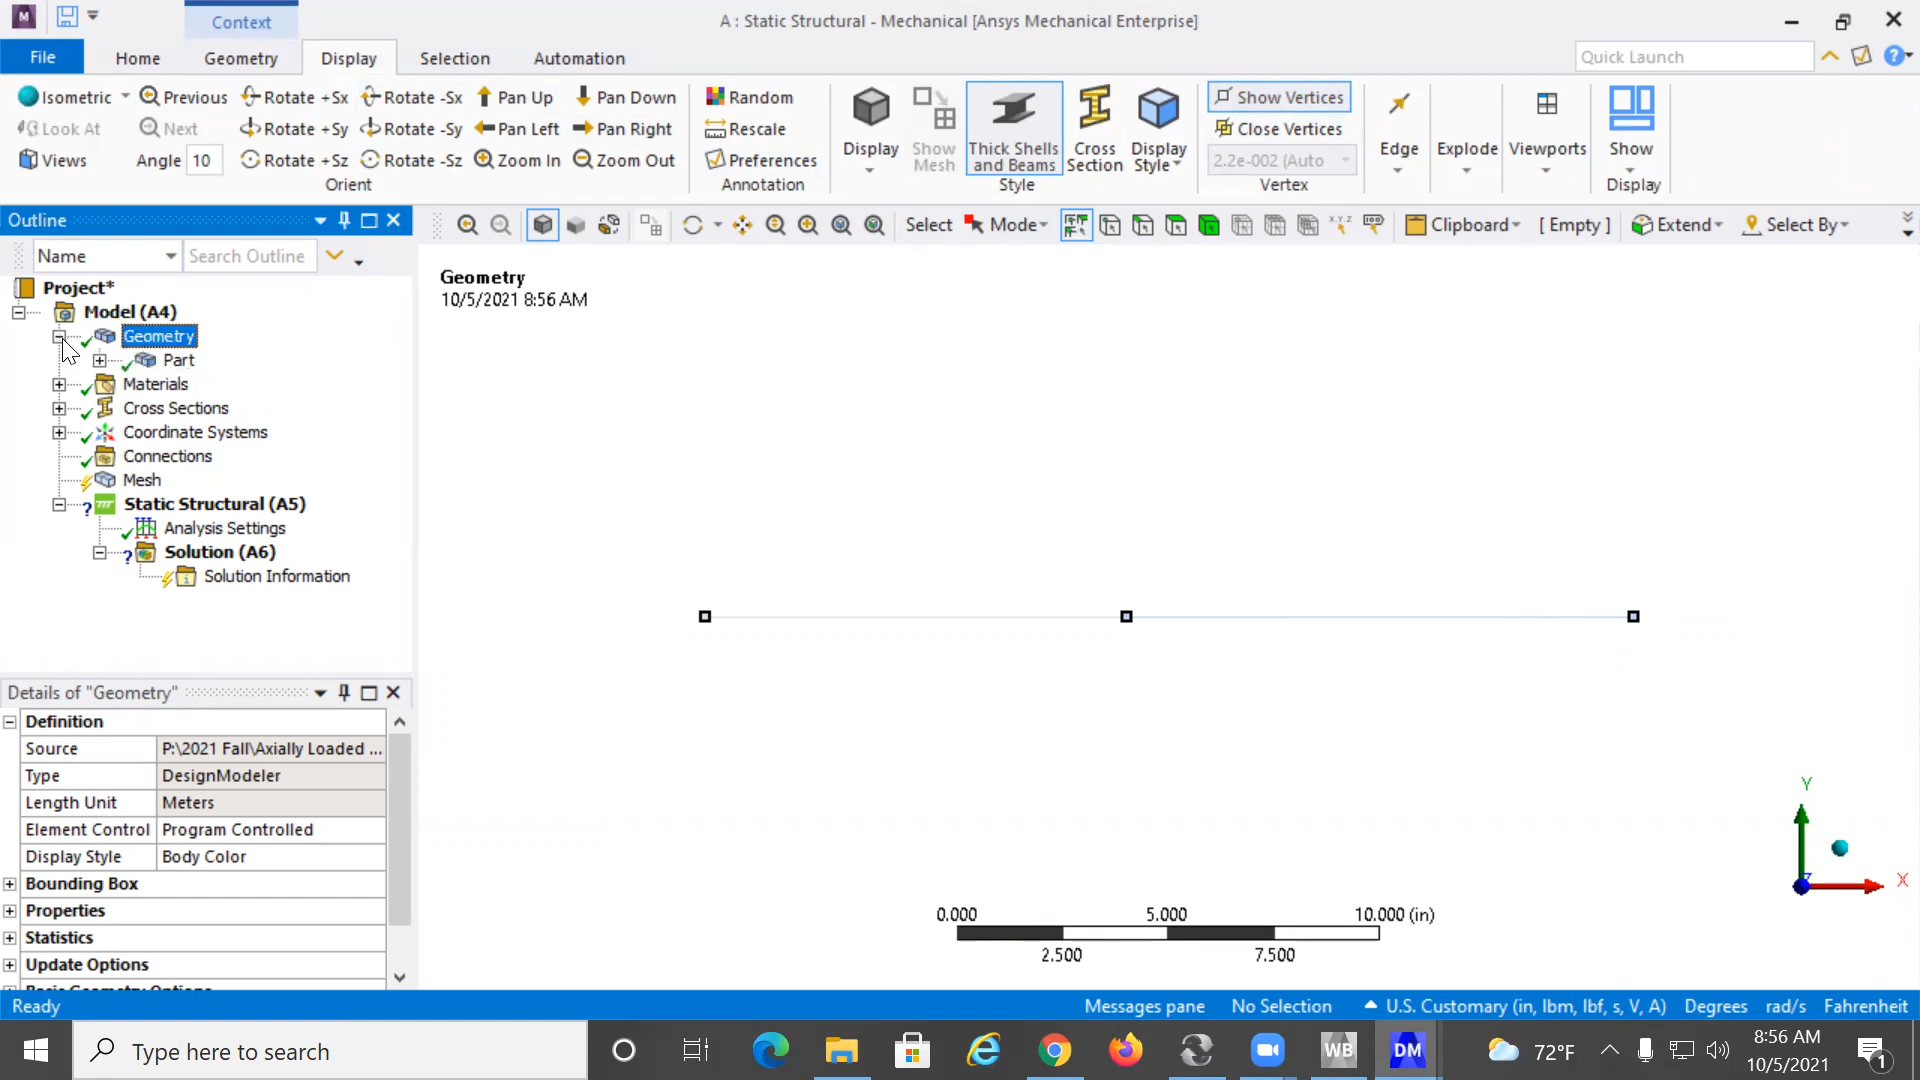 M
Context
A : Static Structural - Mechanical [Ansys Mechanical Enterprise]
File Home Geometry Display Selection Automation
Quick Launch
Isometric Previous Rotate +Sx Rotate -Sx Pan Up Pan Down
Look At Next Rotate +Sy Rotate -Sy Pan Left Pan Right
Views Angle 10 Rotate +Sz Rotate -Sz Zoom In Zoom Out
Orient
Random
Rescale
Preferences
Annotation
Display
Show Mesh
Thick Shells and Beams
Cross Section
Display Style
Style
Show Vertices
Close Vertices
2.2e-002 (Auto
Vertex
Edge
Explode
Viewports
Show
Display
Outline
Name
Search Outline
Select Mode Clipboard [ Empty ] Extend Select By
Project*
Model (A4)
Geometry
Part
Materials
Cross Sections
Coordinate Systems
Connections
Mesh
Static Structural (A5)
Analysis Settings
Solution (A6)
Solution Information
Geometry
10/5/2021 8:56 AM
Details of "Geometry"
Definition
Source P:\2021 Fall\Axially Loaded ...
Type DesignModeler
Length Unit Meters
Element Control Program Controlled
Display Style Body Color
Bounding Box
Properties
Statistics
Update Options
Basic Geometry Options
Y
Z
X
0.000 5.000 10.000 (in)
2.500 7.500
Ready
Messages pane No Selection U.S. Customary (in, lbm, lbf, s, V, A) Degrees rad/s Fahrenheit
Type here to search
WB
DM
72°F
8:56 AM
10/5/2021
1